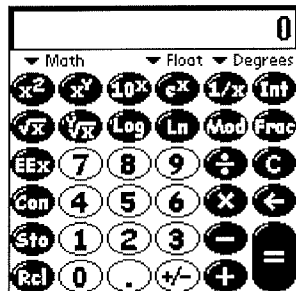 0
Math Float Degrees
x² xʸ 10ˣ eˣ 1/x Int
√x ʸ√x Log Ln Mod Frac
EEx 7 8 9 ÷ C
Con 4 5 6 × ←
Sto 1 2 3 − =
Rcl 0 . +/− +